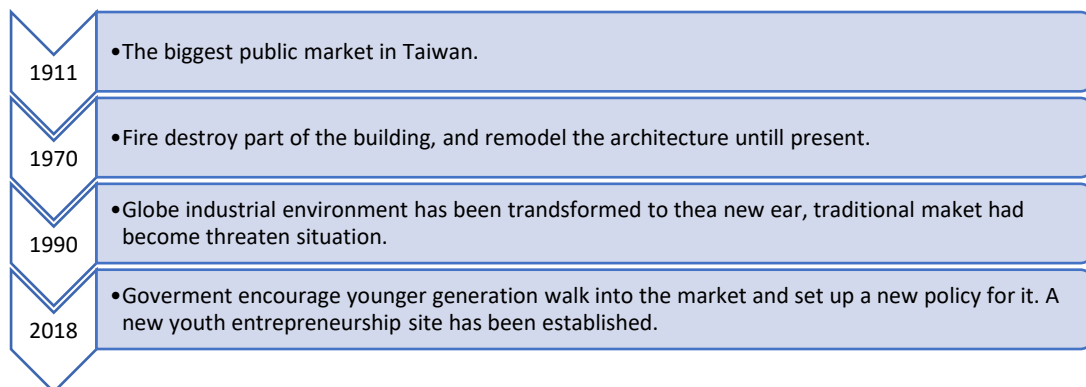 1911
•The biggest public market in Taiwan.
1970
•Fire destroy part of the building, and remodel the architecture untill present.
1990
•Globe industrial environment has been trandsformed to thea new ear, traditional maket had
become threaten situation.
2018
•Goverment encourage younger generation walk into the market and set up a new policy for it. A
new youth entrepreneurship site has been established.